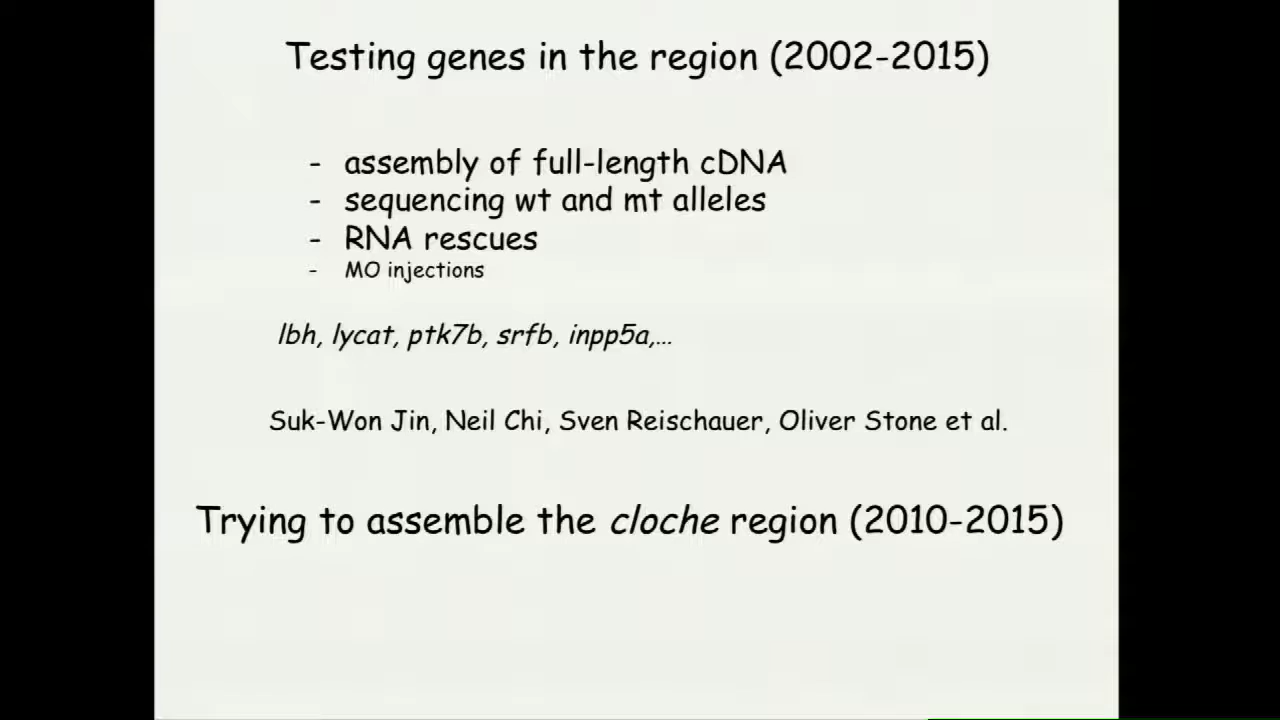 Testing genes in the region (2002-2015)
- assembly of full-length cDNA
- sequencing wt and mt alleles
- RNA rescues
- MO injections
lbh, lycat, ptk7b, srfb, inpp5a,...
Suk-Won Jin, Neil Chi, Sven Reischauer, Oliver Stone et al.
Trying to assemble the cloche region (2010-2015)